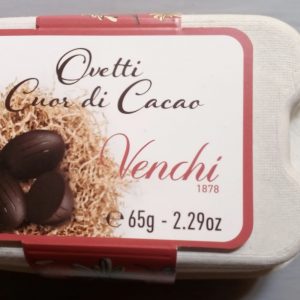 Ovetti
Cuor di Cacao
Venchi
1878
℮ 65g - 2.29oz